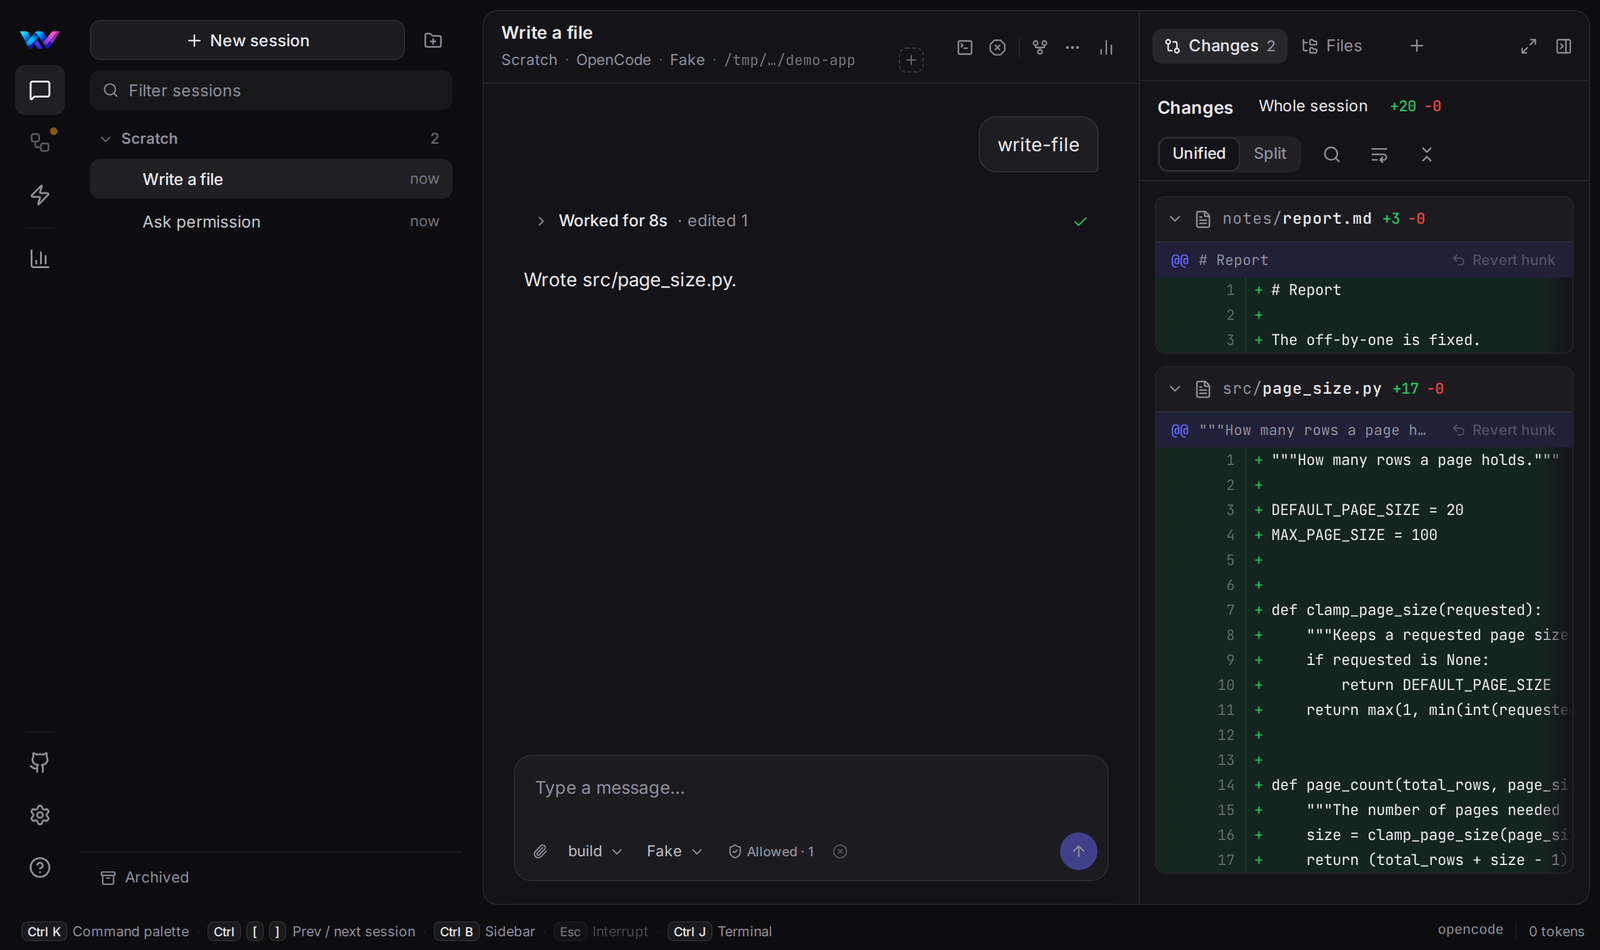 New session
Filter sessions
Scratch 2
Write a file now
Ask permission now
Archived
Write a file
Scratch · OpenCode · Fake · /tmp/…/demo-app
write-file
Worked for 8s · edited 1
Wrote src/page_size.py.
Type a message...
build Fake Allowed · 1
Changes 2 Files
Changes Whole session +20 -0
Unified Split
notes/report.md +3 -0
@@ # Report Revert hunk
1 + # Report
2 +
3 + The off-by-one is fixed.
src/page_size.py +17 -0
@@ """How many rows a page h… Revert hunk
1 + """How many rows a page holds."""
2 +
3 + DEFAULT_PAGE_SIZE = 20
4 + MAX_PAGE_SIZE = 100
5 +
6 +
7 + def clamp_page_size(requested):
8 + """Keeps a requested page size
9 + if requested is None:
10 + return DEFAULT_PAGE_SIZE
11 + return max(1, min(int(requeste
12 +
13 +
14 + def page_count(total_rows, page_si
15 + """The number of pages needed
16 + size = clamp_page_size(page_si
17 + return (total_rows + size - 1)
Ctrl K Command palette Ctrl [ ] Prev / next session Ctrl B Sidebar Esc Interrupt Ctrl J Terminal opencode 0 tokens